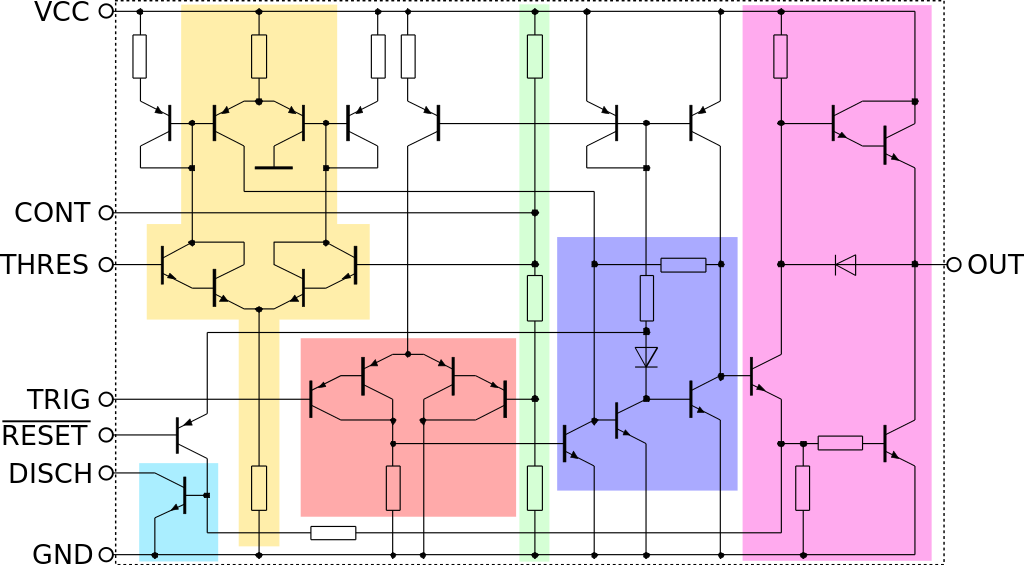 VCC
CONT
THRES
OUT
TRIG
RESET
DISCH
GND